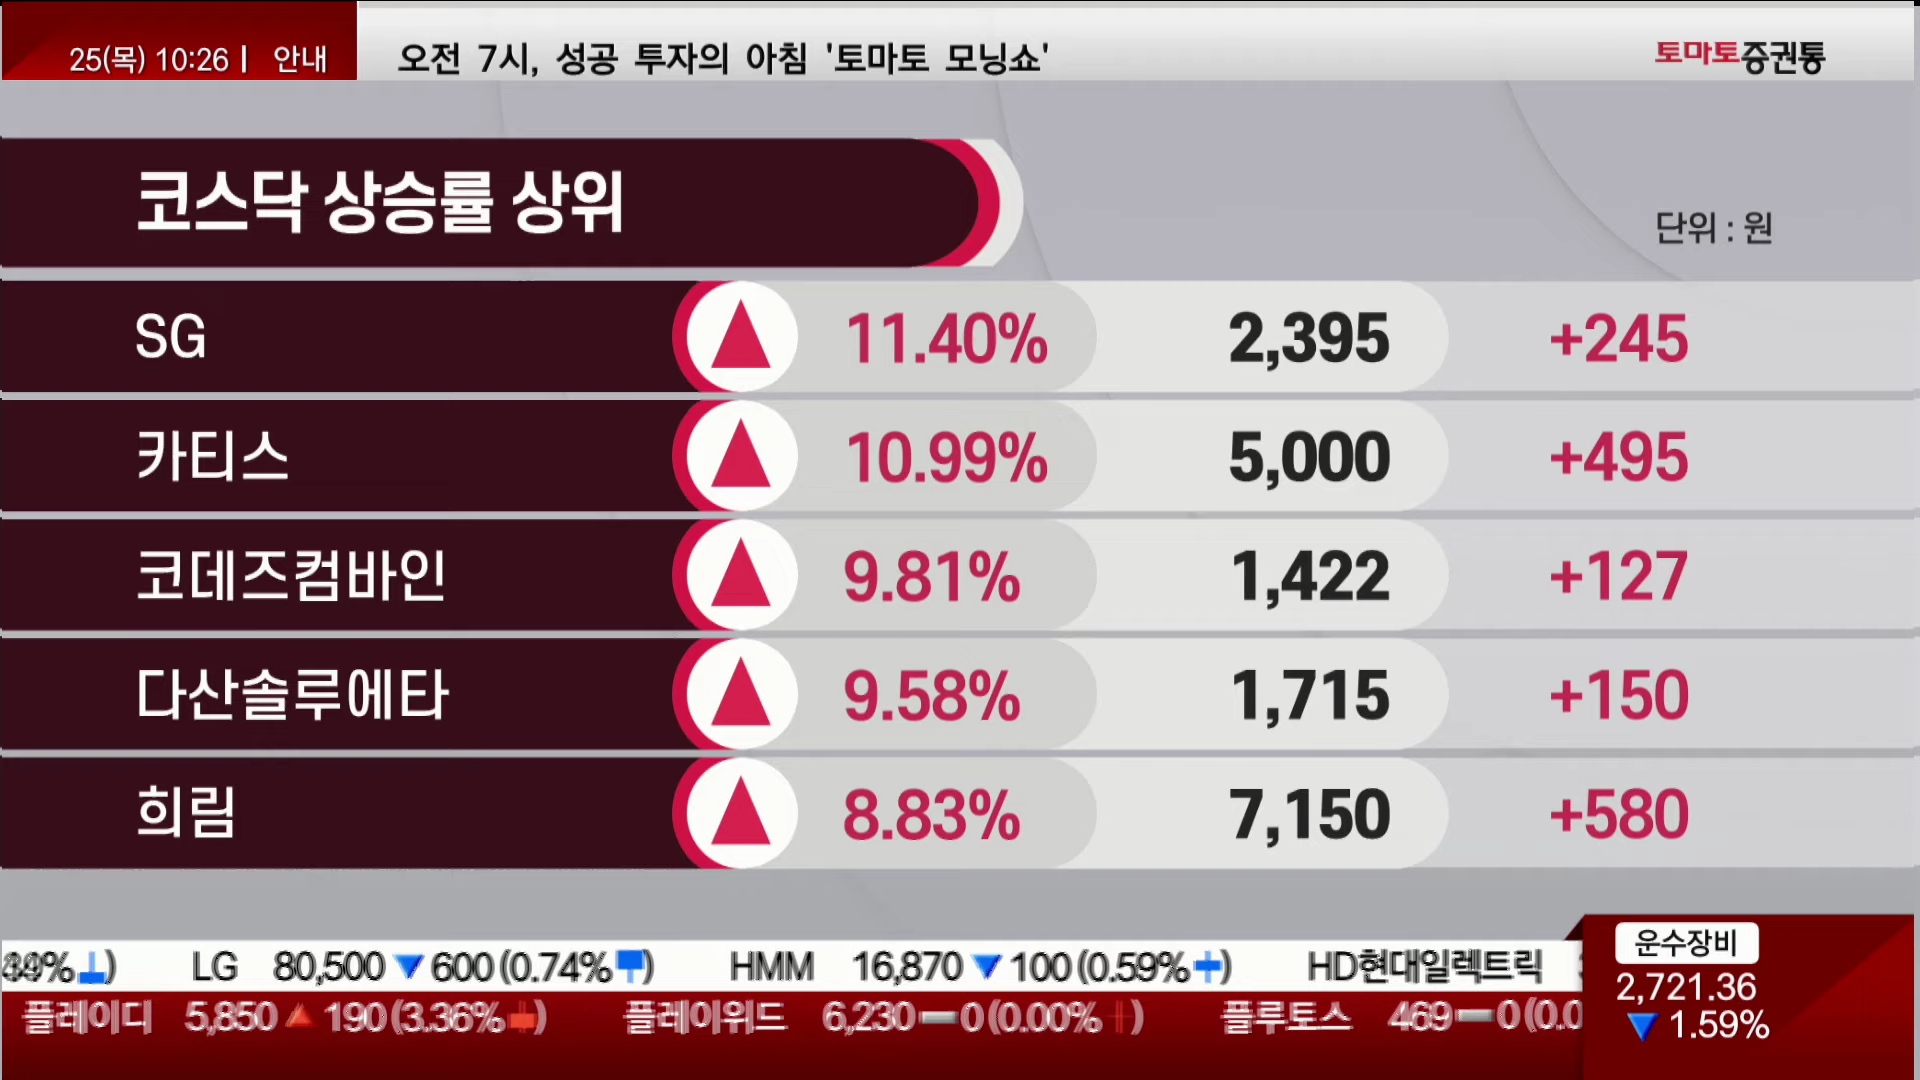 25(목) 10:26 | 안내 오전 7시, 성공 투자의 아침 '토마토 모닝쇼' 토마토증권통
코스닥 상승률 상위
단위 : 원
SG ▲ 11.40% 2,395 +245
카티스 ▲ 10.99% 5,000 +495
코데즈컴바인 ▲ 9.81% 1,422 +127
다산솔루에타 ▲ 9.58% 1,715 +150
희림 ▲ 8.83% 7,150 +580
LG 80,500 ▼ 600 (0.74% ) HMM 16,870 ▼ 100 (0.59% ) HD현대일렉트릭
플레이디 5,850 ▲ 190 (3.36% ) 플레이위드 6,230 0 (0.00% ) 플루토스 469 0 (0.0
운수장비
2,721.36
▼ 1.59%